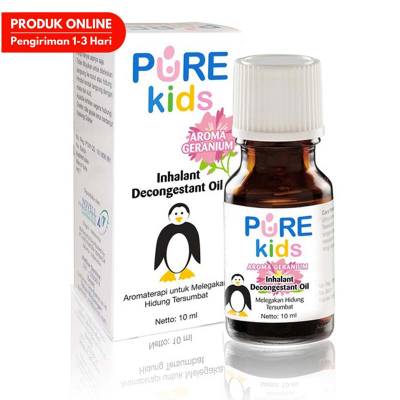 PRODUK ONLINE
Pengiriman 1-3 Hari
PURE
kids
AROMA
GERANIUM
Inhalant
Decongestant Oil
Aromaterapi untuk Melegakan
Hidung Tersumbat
Netto: 10 ml
PURE
kids
AROMA GERANIUM
Inhalant
Decongestant Oil
Melegakan Hidung
Tersumbat
Netto: 10 ml